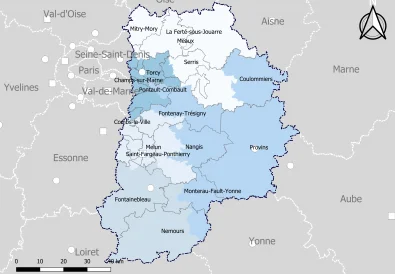 Val-d'Oise
Aisne
Mitry-Mory
La Ferté-sous-Jouarre
Meaux
Seine-Saint-Denis
Serris
Paris
Torcy
Marne
Champs-sur-Marne
Coulommiers
Yvelines
Val-de-Marne
Pontault-Combault
Fontenay-Trésigny
Combs-la-Ville
Essonne
Melun
Nangis
Provins
Saint-Fargeau-Ponthierry
Montereau-Fault-Yonne
Fontainebleau
Aube
Nemours
Yonne
Loiret
0 10 20 30 40 km